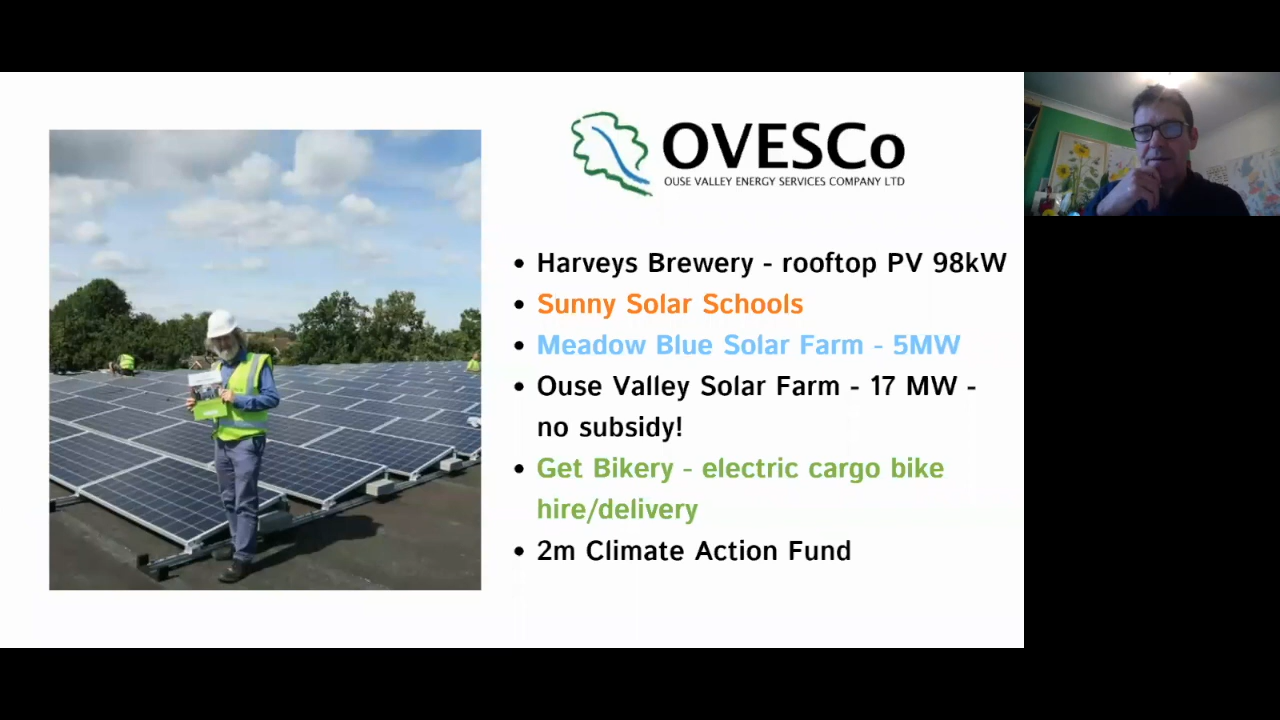 OVESCo
OUSE VALLEY ENERGY SERVICES COMPANY LTD
• Harveys Brewery - rooftop PV 98kW
• Sunny Solar Schools
• Meadow Blue Solar Farm - 5MW
• Ouse Valley Solar Farm - 17 MW -
no subsidy!
• Get Bikery - electric cargo bike
hire/delivery
• 2m Climate Action Fund